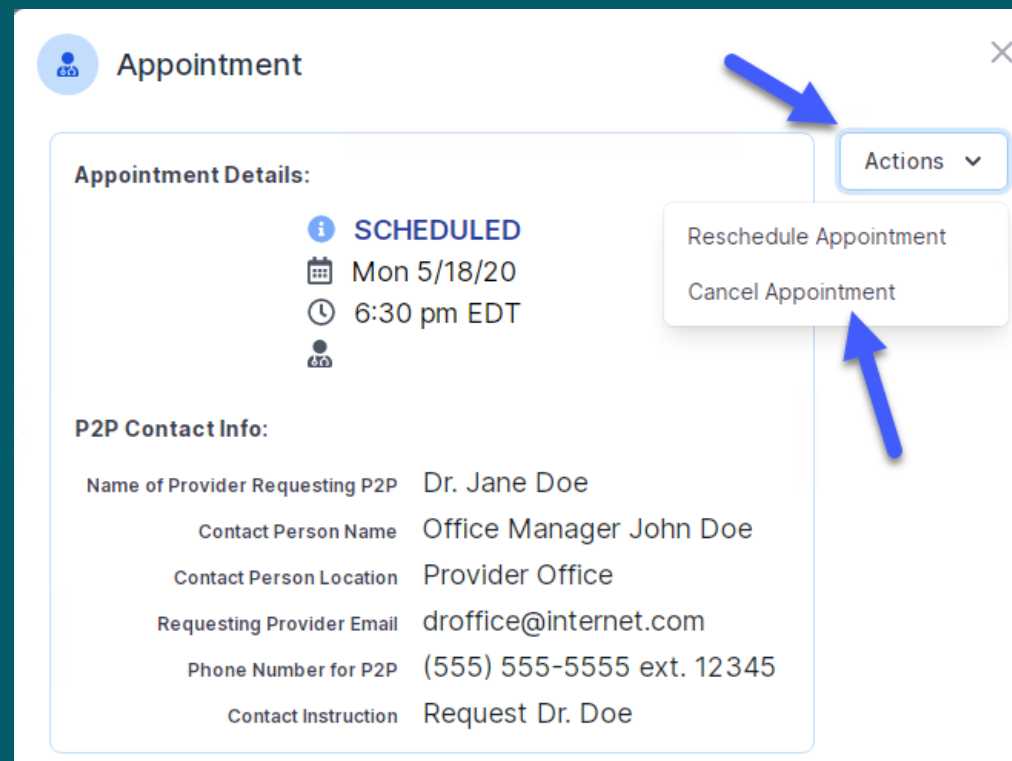 Appointment
Actions
Reschedule Appointment
Cancel Appointment
Appointment Details:
SCHEDULED
Mon 5/18/20
6:30 pm EDT
P2P Contact Info:
Name of Provider Requesting P2P Dr. Jane Doe
Contact Person Name Office Manager John Doe
Contact Person Location Provider Office
Requesting Provider Email droffice@internet.com
Phone Number for P2P (555) 555-5555 ext. 12345
Contact Instruction Request Dr. Doe